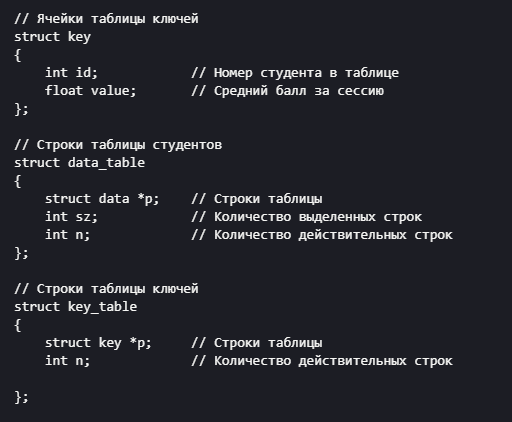 // Ячейки таблицы ключей
struct key
{
    int id;            // Номер студента в таблице
    float value;       // Средний балл за сессию
};

// Строки таблицы студентов
struct data_table
{
    struct data *p;    // Строки таблицы
    int sz;            // Количество выделенных строк
    int n;             // Количество действительных строк
};

// Строки таблицы ключей
struct key_table
{
    struct key *p;     // Строки таблицы
    int n;             // Количество действительных строк

};